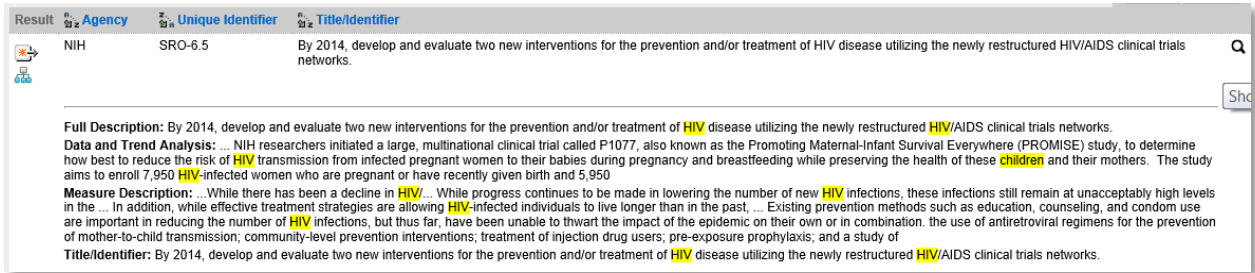 Result Agency Unique Identifier Title/Identifier
NIH SRO-6.5 By 2014, develop and evaluate two new interventions for the prevention and/or treatment of HIV disease utilizing the newly restructured HIV/AIDS clinical trials
networks.
Sho
Full Description: By 2014, develop and evaluate two new interventions for the prevention and/or treatment of HIV disease utilizing the newly restructured HIV/AIDS clinical trials networks.
Data and Trend Analysis: ... NIH researchers initiated a large, multinational clinical trial called P1077, also known as the Promoting Maternal-Infant Survival Everywhere (PROMISE) study, to determine
how best to reduce the risk of HIV transmission from infected pregnant women to their babies during pregnancy and breastfeeding while preserving the health of these children and their mothers. The study
aims to enroll 7,950 HIV-infected women who are pregnant or have recently given birth and 5,950
Measure Description: ...While there has been a decline in HIV/... While progress continues to be made in lowering the number of new HIV infections, these infections still remain at unacceptably high levels
in the ... In addition, while effective treatment strategies are allowing HIV-infected individuals to live longer than in the past, ... Existing prevention methods such as education, counseling, and condom use
are important in reducing the number of HIV infections, but thus far, have been unable to thwart the impact of the epidemic on their own or in combination. the use of antiretroviral regimens for the prevention
of mother-to-child transmission; community-level prevention interventions; treatment of injection drug users; pre-exposure prophylaxis; and a study of
Title/Identifier: By 2014, develop and evaluate two new interventions for the prevention and/or treatment of HIV disease utilizing the newly restructured HIV/AIDS clinical trials networks.